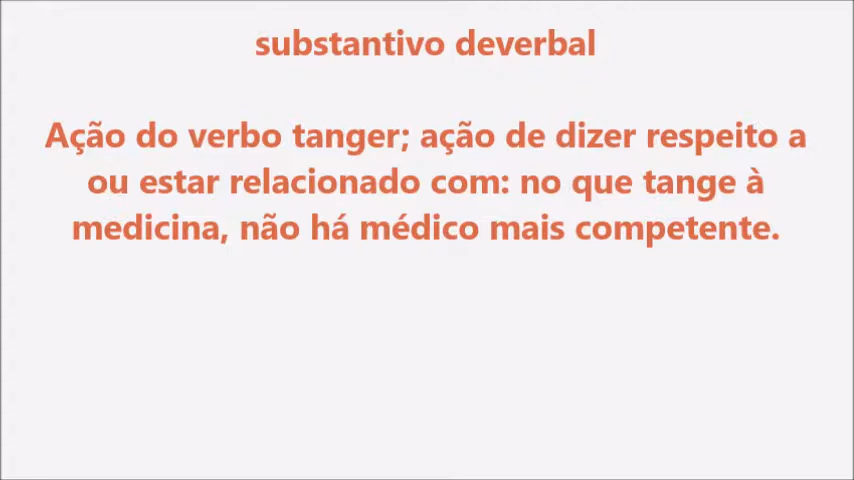 substantivo deverbal
Ação do verbo tanger; ação de dizer respeito a
ou estar relacionado com: no que tange à
medicina, não há médico mais competente.